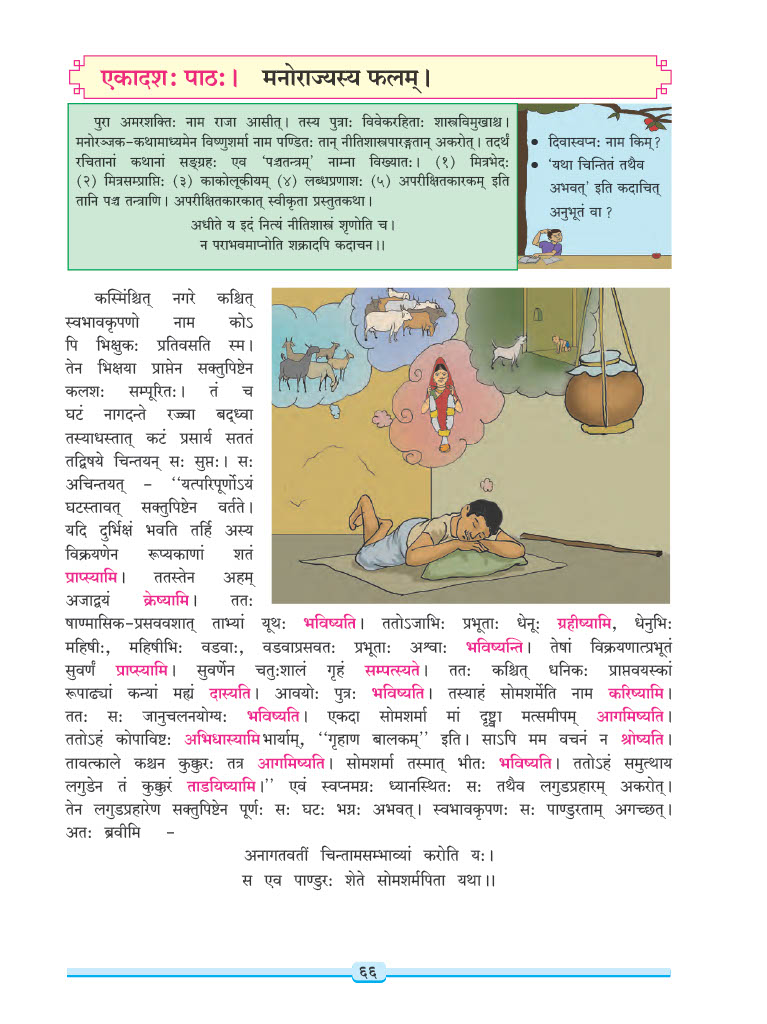 एकादशः पाठः। मनोराज्यस्य फलम्।
पुरा अमरशक्तिः नाम राजा आसीत्। तस्य पुत्राः विवेकरहिताः शास्त्रविमुखाश्च।
मनोरञ्जक-कथामाध्यमेन विष्णुशर्मा नाम पण्डितः तान् नीतिशास्त्रपारङ्गतान् अकरोत्। तदर्थं
रचितानां कथानां सङ्ग्रहः एव ‘पञ्चतन्त्रम्’ नाम्ना विख्यातः। (१) मित्रभेदः
(२) मित्रसम्प्राप्तिः (३) काकोलूकीयम् (४) लब्धप्रणाशः (५) अपरीक्षितकारकम् इति
तानि पञ्च तन्त्राणि। अपरीक्षितकारकात् स्वीकृता प्रस्तुतकथा।
अधीते य इदं नित्यं नीतिशास्त्रं शृणोति च।
न पराभवमाप्नोति शक्रादपि कदाचन।।
• दिवास्वप्नः नाम किम्?
• ‘यथा चिन्तितं तथैव
अभवत्’ इति कदाचित्
अनुभूतं वा ?
कस्मिंश्चित् नगरे कश्चित्
स्वभावकृपणो नाम कोऽ
पि भिक्षुकः प्रतिवसति स्म।
तेन भिक्षया प्राप्तेन सक्तुपिष्टेन
कलशः सम्पूरितः। तं च
घटं नागदन्ते रज्ज्वा बद्ध्वा
तस्याधस्तात् कटं प्रसार्य सततं
तद्विषये चिन्तयन् सः सुप्तः। सः
अचिन्तयत् – ‘‘यत्परिपूर्णोऽयं
घटस्तावत् सक्तुपिष्टेन वर्तते।
यदि दुर्भिक्षं भवति तर्हि अस्य
विक्रयणेन रूप्यकाणां शतं
प्राप्स्यामि। ततस्तेन अहम्
अजाद्वयं क्रेष्यामि। ततः
षाण्मासिक-प्रसववशात् ताभ्यां यूथः भविष्यति। ततोऽजाभिः प्रभूताः धेनूः ग्रहीष्यामि, धेनुभिः
महिषीः, महिषीभिः वडवाः, वडवाप्रसवतः प्रभूताः अश्वाः भविष्यन्ति। तेषां विक्रयणात्प्रभूतं
सुवर्णं प्राप्स्यामि। सुवर्णेन चतुःशालं गृहं सम्पत्स्यते। ततः कश्चित् धनिकः प्राप्तवयस्कां
रूपाढ्यां कन्यां मह्यं दास्यति। आवयोः पुत्रः भविष्यति। तस्याहं सोमशर्मेति नाम करिष्यामि।
ततः सः जानुचलनयोग्यः भविष्यति। एकदा सोमशर्मा मां दृष्ट्वा मत्समीपम् आगमिष्यति।
ततोऽहं कोपाविष्टः अभिधास्यामि भार्याम्, ‘‘गृहाण बालकम्’’ इति। साऽपि मम वचनं न श्रोष्यति।
तावत्काले कश्चन कुक्कुरः तत्र आगमिष्यति। सोमशर्मा तस्मात् भीतः भविष्यति। ततोऽहं समुत्थाय
लगुडेन तं कुक्कुरं ताडयिष्यामि।’’ एवं स्वप्नमग्नः ध्यानस्थितः सः तथैव लगुडप्रहारम् अकरोत्।
तेन लगुडप्रहारेण सक्तुपिष्टेन पूर्णः सः घटः भग्नः अभवत्। स्वभावकृपणः सः पाण्डुरताम् अगच्छत्।
अतः ब्रवीमि –
अनागतवतीं चिन्तामसम्भाव्यां करोति यः।
स एव पाण्डुरः शेते सोमशर्मपिता यथा।।
६६